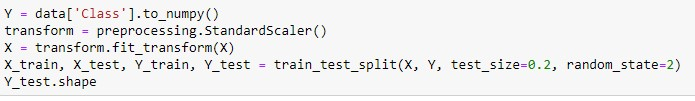 Y = data['Class'].to_numpy()
transform = preprocessing.StandardScaler()
X = transform.fit_transform(X)
X_train, X_test, Y_train, Y_test = train_test_split(X, Y, test_size=0.2, random_state=2)
Y_test.shape